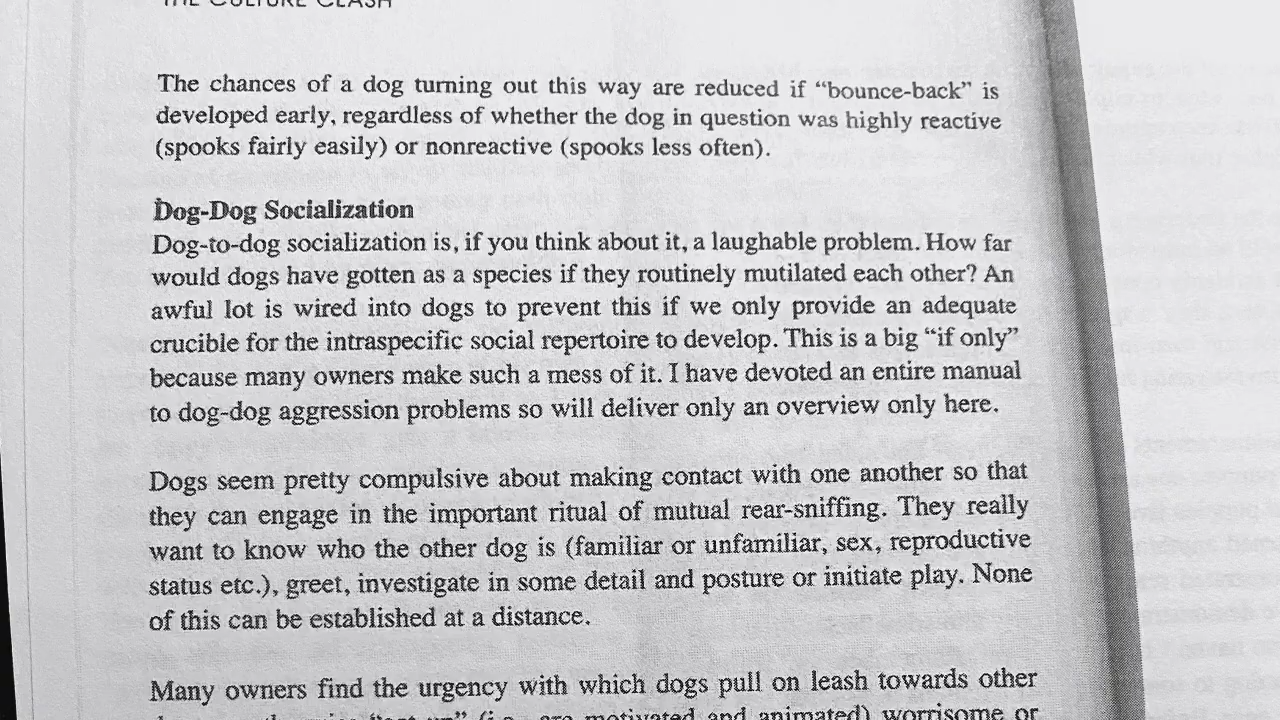 THE CULTURE CLASH
The chances of a dog turning out this way are reduced if “bounce-back” is
developed early, regardless of whether the dog in question was highly reactive
(spooks fairly easily) or nonreactive (spooks less often).
Dog-Dog Socialization
Dog-to-dog socialization is, if you think about it, a laughable problem. How far
would dogs have gotten as a species if they routinely mutilated each other? An
awful lot is wired into dogs to prevent this if we only provide an adequate
crucible for the intraspecific social repertoire to develop. This is a big “if only”
because many owners make such a mess of it. I have devoted an entire manual
to dog-dog aggression problems so will deliver only an overview only here.
Dogs seem pretty compulsive about making contact with one another so that
they can engage in the important ritual of mutual rear-sniffing. They really
want to know who the other dog is (familiar or unfamiliar, sex, reproductive
status etc.), greet, investigate in some detail and posture or initiate play. None
of this can be established at a distance.
Many owners find the urgency with which dogs pull on leash towards other
(i.e., are motivated and animated) worrisome or